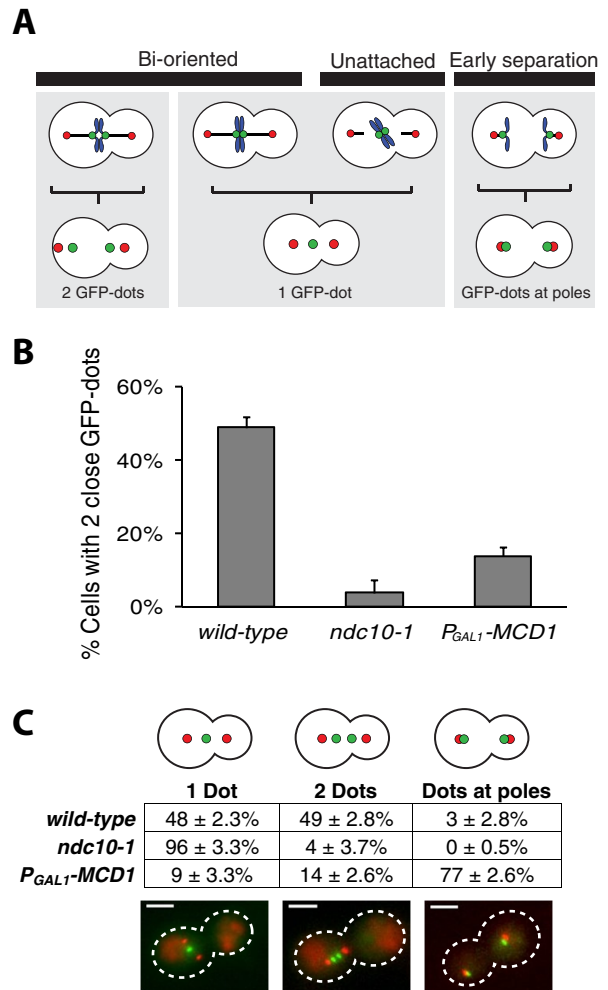 A
Bi-oriented
Unattached
Early separation
2 GFP-dots
1 GFP-dot
GFP-dots at poles
B
% Cells with 2 close GFP-dots
60%
40%
20%
0%
wild-type
ndc10-1
PGAL1-MCD1
C
1 Dot 2 Dots Dots at poles
wild-type 48 ± 2.3% 49 ± 2.8% 3 ± 2.8%
ndc10-1 96 ± 3.3% 4 ± 3.7% 0 ± 0.5%
PGAL1-MCD1 9 ± 3.3% 14 ± 2.6% 77 ± 2.6%